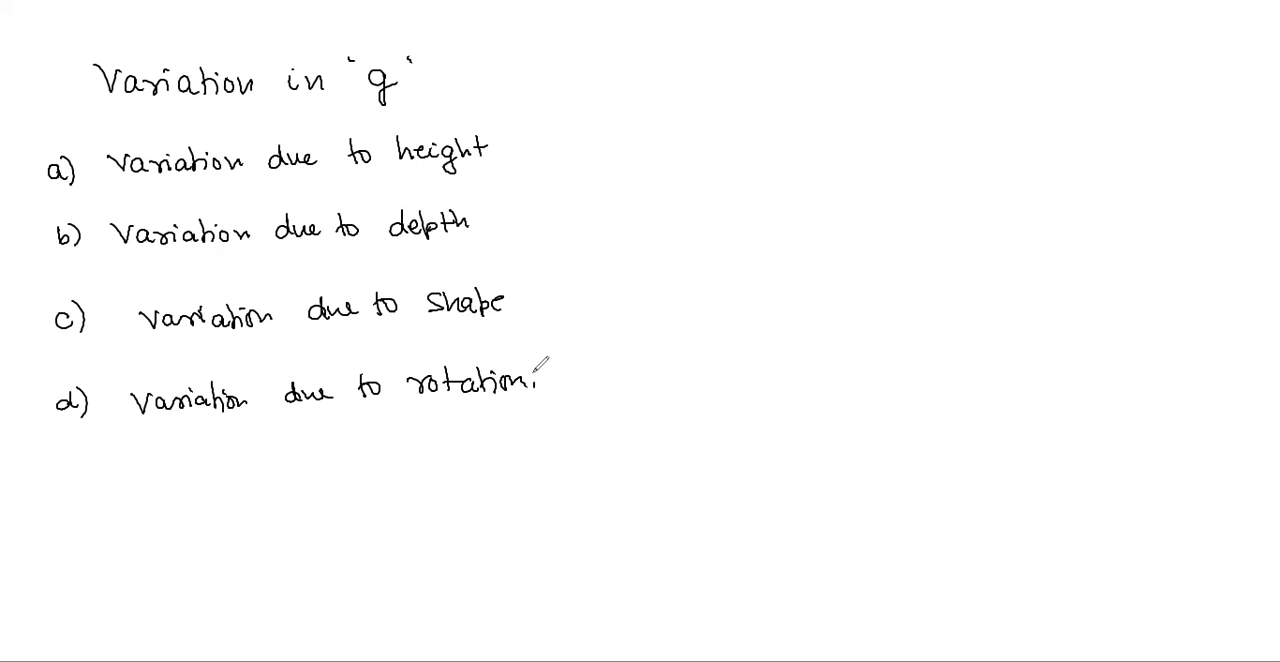 Variation in 'g'
a) Variation due to height
b) Variation due to depth
c) Variation due to shape
d) Variation due to rotation.